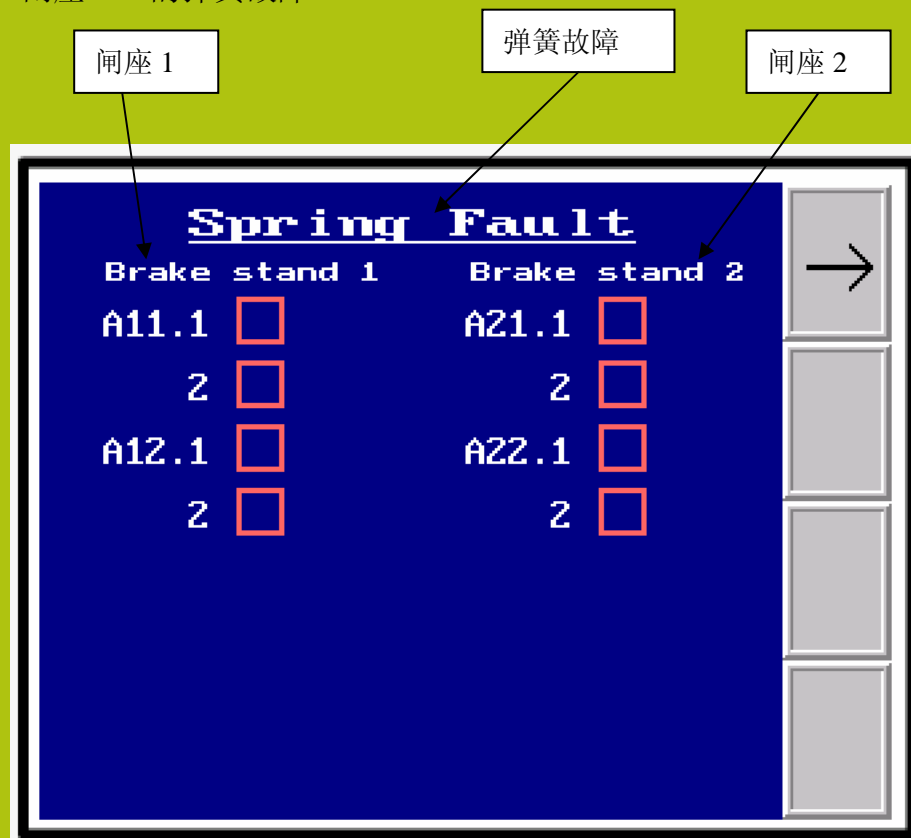 闸座 1
弹簧故障
闸座 2
Spring Fault
Brake stand 1 Brake stand 2
A11.1 A21.1
2 2
A12.1 A22.1
2 2
→